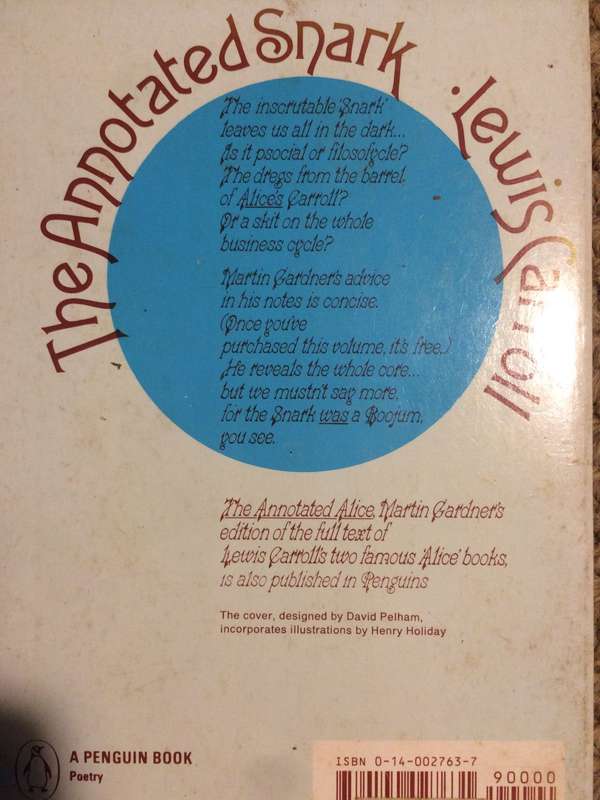 The Annotated Snark · Lewis Carroll
The inscrutable 'Snark'
leaves us all in the dark...
As it psocial or filosofycle?
The dregs from the barrel
of Alice's Carroll?
Or a skit on the whole
business cycle?
Martin Gardner's advice
in his notes is concise.
(Once you've
purchased this volume, it's free.)
He reveals the whole core...
but we mustn't say more,
for the Snark was a Boojum,
you see.
The Annotated Alice, Martin Gardner's
edition of the full text of
Lewis Carroll's two famous 'Alice' books,
is also published in Penguins
The cover, designed by David Pelham,
incorporates illustrations by Henry Holiday
A PENGUIN BOOK
Poetry
ISBN 0-14-002763-7
90000